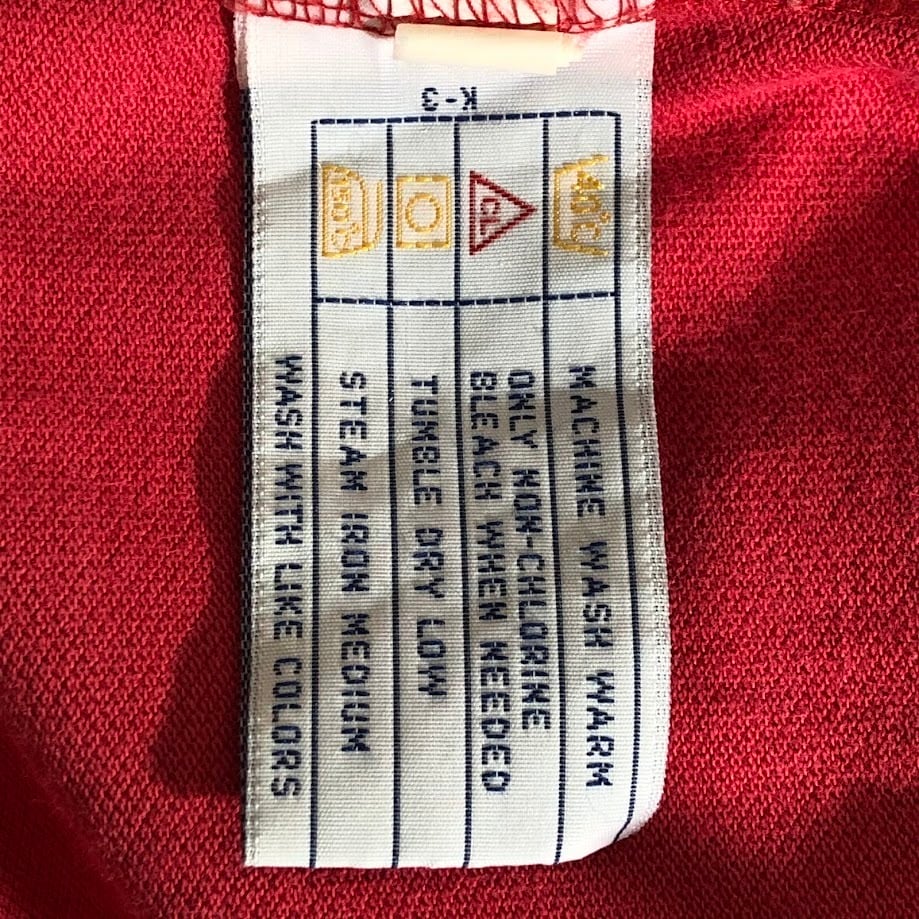 K-3
40°C
MACHINE WASH WARM
CL
ONLY NON-CHLORINE
BLEACH WHEN NEEDED
TUMBLE DRY LOW
150°C
STEAM IRON MEDIUM
WASH WITH LIKE COLORS